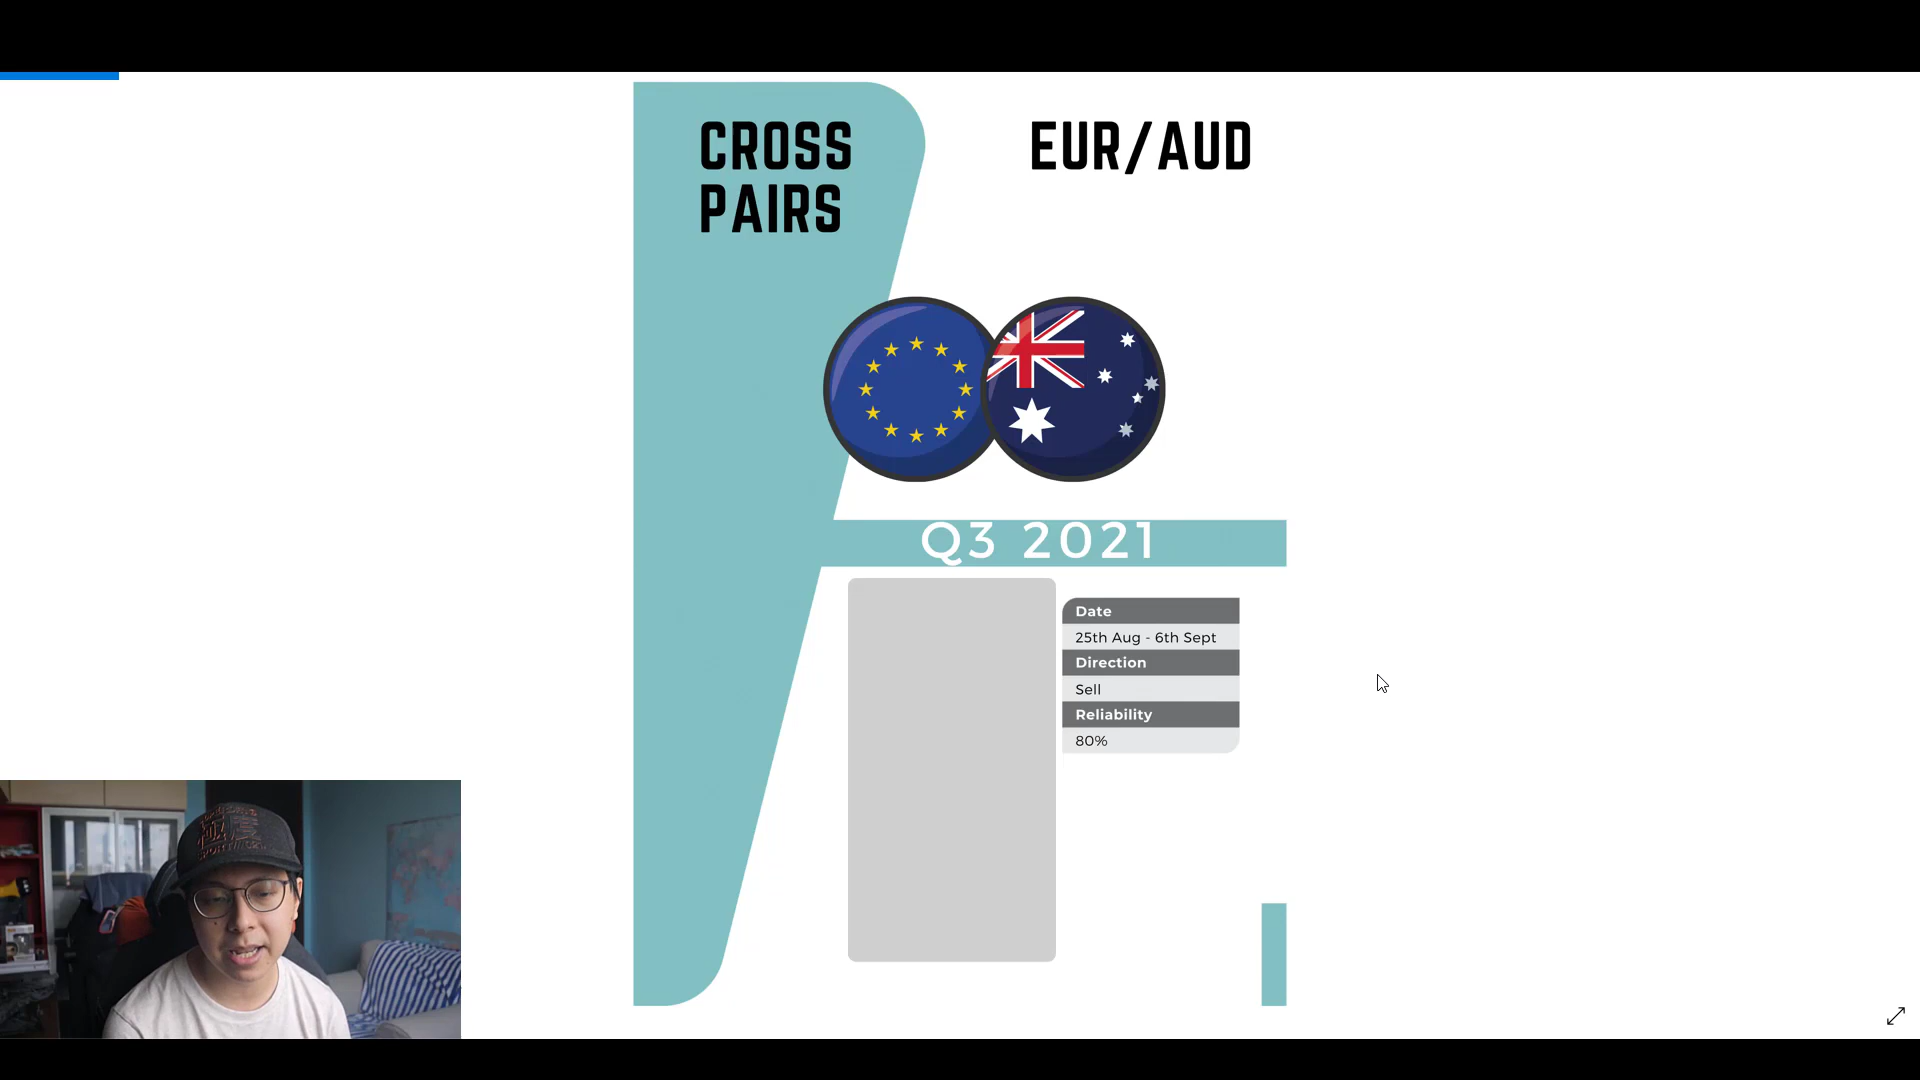 CROSS
PAIRS
EUR/AUD
Q3 2021
Date
25th Aug - 6th Sept
Direction
Sell
Reliability
80%